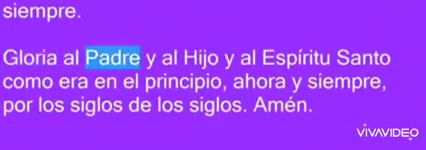 siempre.
Gloria al Padre y al Hijo y al Espíritu Santo
como era en el principio, ahora y siempre,
por los siglos de los siglos. Amén.
VIVAVIDEO